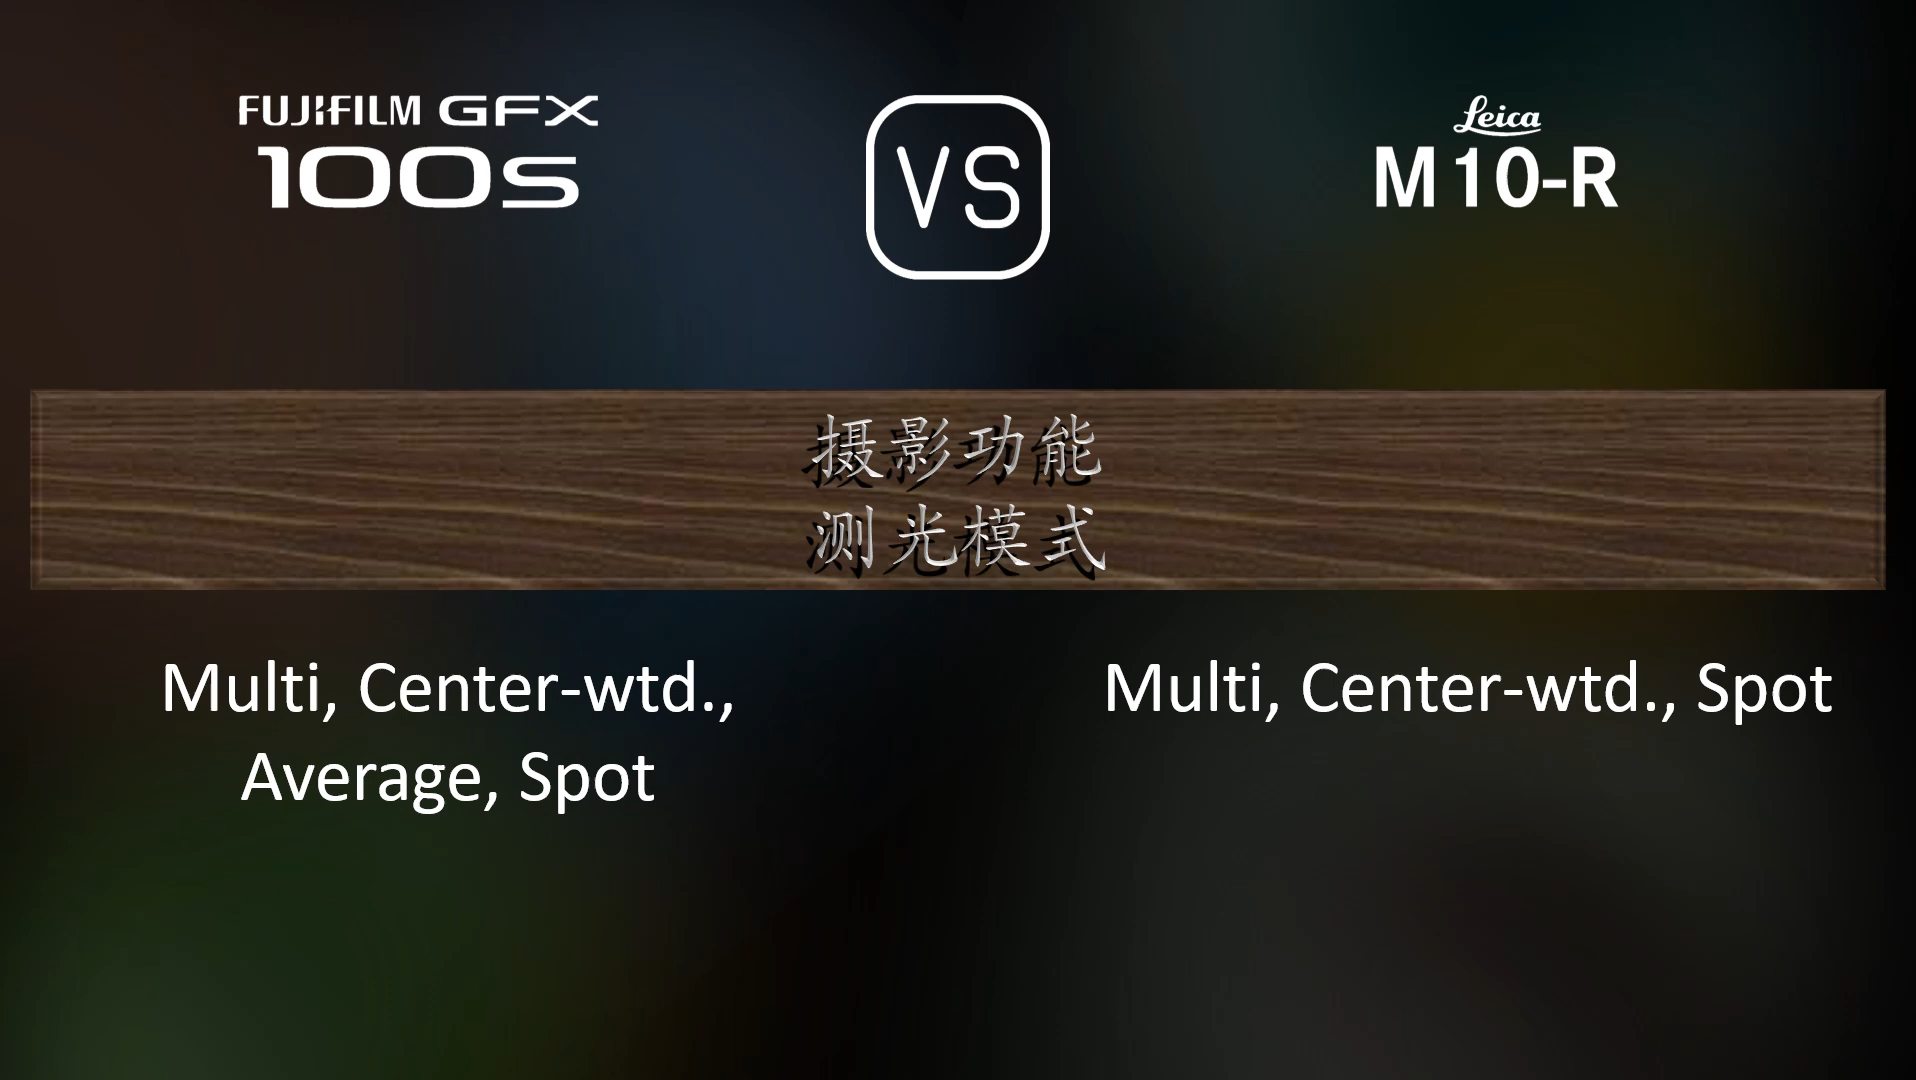 FUJIFILM GFX
100S
VS
Leica
M10-R
摄影功能
测光模式
Multi, Center-wtd.,
Average, Spot
Multi, Center-wtd., Spot